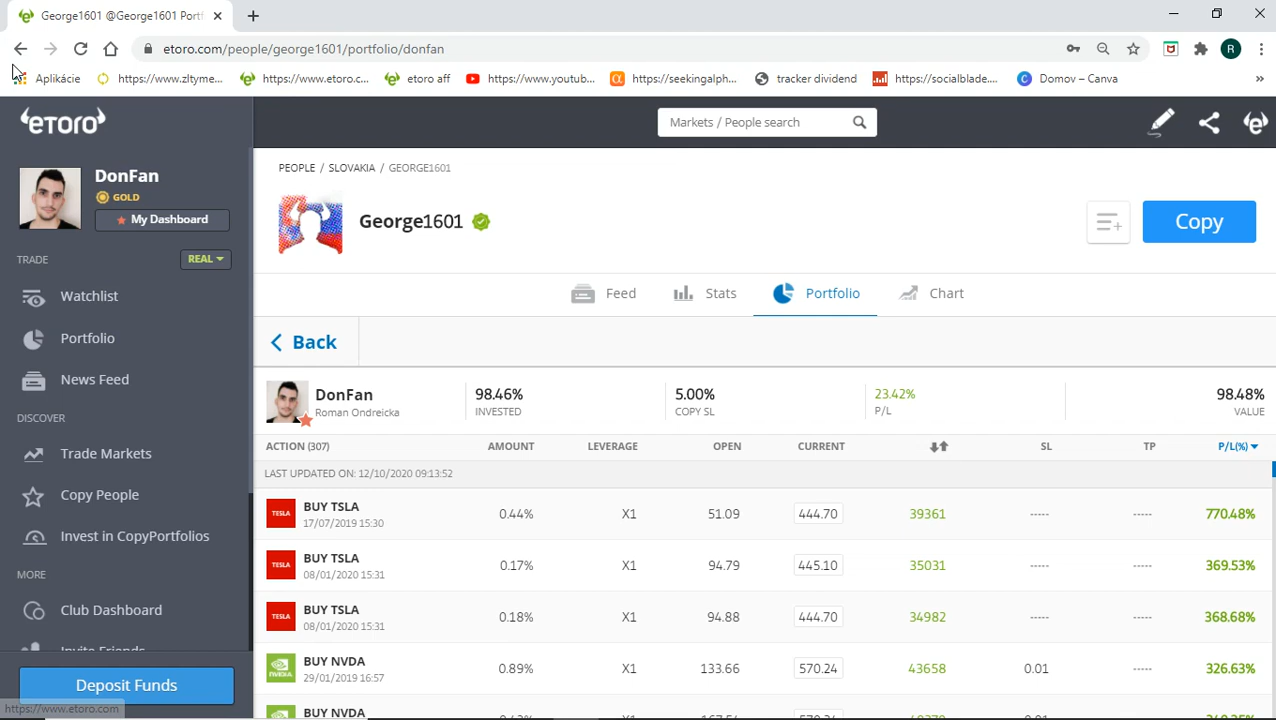 George1601 @George1601 Portf
etoro.com/people/george1601/portfolio/donfan
Aplikácie
https://www.zltyme...
https://www.etoro.c...
etoro aff
https://www.youtub...
https://seekingalph...
tracker dividend
https://socialblade....
Domov – Canva
»
R
eToro
Markets / People search
DonFan
GOLD
My Dashboard
TRADE
REAL
Watchlist
Portfolio
News Feed
DISCOVER
Trade Markets
Copy People
Invest in CopyPortfolios
MORE
Club Dashboard
Invite Friends
Deposit Funds
https://www.etoro.com
PEOPLE / SLOVAKIA / GEORGE1601
George1601
Copy
Feed
Stats
Portfolio
Chart
Back
DonFan
Roman Ondreicka
98.46%
INVESTED
5.00%
COPY SL
23.42%
P/L
98.48%
VALUE
ACTION (307) AMOUNT LEVERAGE OPEN CURRENT SL TP P/L(%)
LAST UPDATED ON: 12/10/2020 09:13:52
TESLA BUY TSLA 0.44% X1 51.09 444.70 39361 ----- ----- 770.48%
17/07/2019 15:30
TESLA BUY TSLA 0.17% X1 94.79 445.10 35031 ----- ----- 369.53%
08/01/2020 15:31
TESLA BUY TSLA 0.18% X1 94.88 444.70 34982 ----- ----- 368.68%
08/01/2020 15:31
NVIDIA BUY NVDA 0.89% X1 133.66 570.24 43658 0.01 ----- 326.63%
29/01/2019 16:57
BUY NVDA